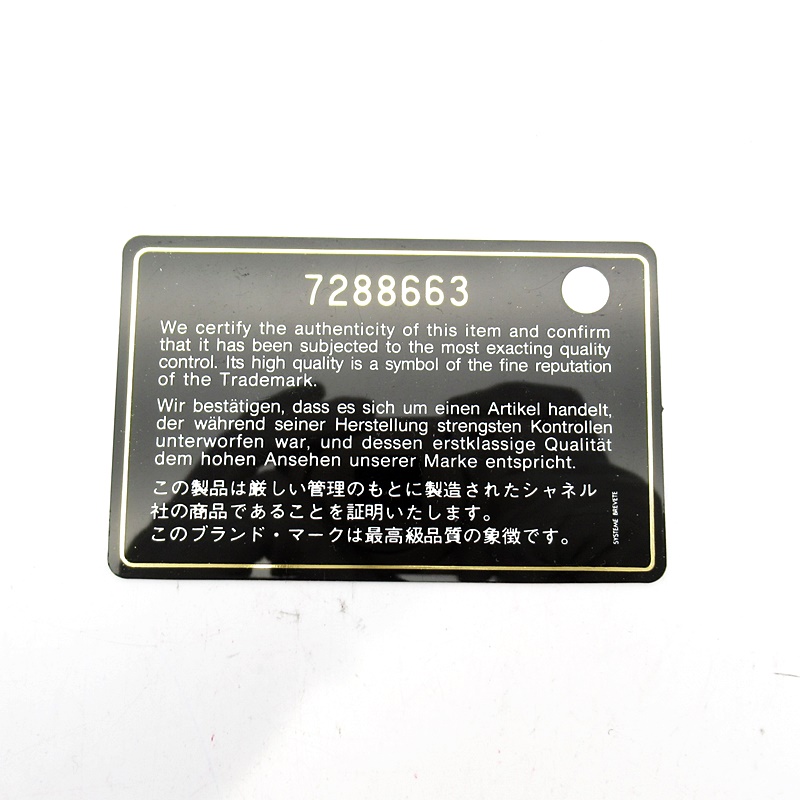 7288663
We certify the authenticity of this item and confirm
that it has been subjected to the most exacting quality
control. Its high quality is a symbol of the fine reputation
of the Trademark.
Wir bestätigen, dass es sich um einen Artikel handelt,
der während seiner Herstellung strengsten Kontrollen
unterworfen war, und dessen erstklassige Qualität
dem hohen Ansehen unserer Marke entspricht.
この製品は厳しい管理のもとに製造されたシャネル
社の商品であることを証明いたします。
このブランド・マークは最高級品質の象徴です。
SYSTEME BREVETE